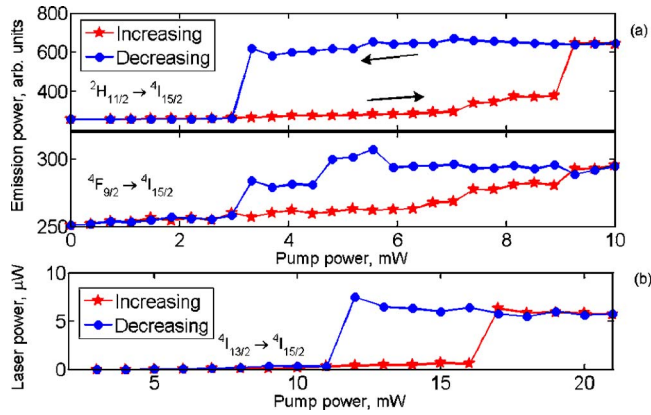 Emission power, arb. units
(a)
800
600
400
Increasing
Decreasing
²H₁₁/₂ → ⁴I₁₅/₂
300
250
⁴F₉/₂ → ⁴I₁₅/₂
0 2 4 6 8 10
Pump power, mW
(b)
Laser power, μW
10
5
0
Increasing
Decreasing
⁴I₁₃/₂ → ⁴I₁₅/₂
5 10 15 20
Pump power, mW